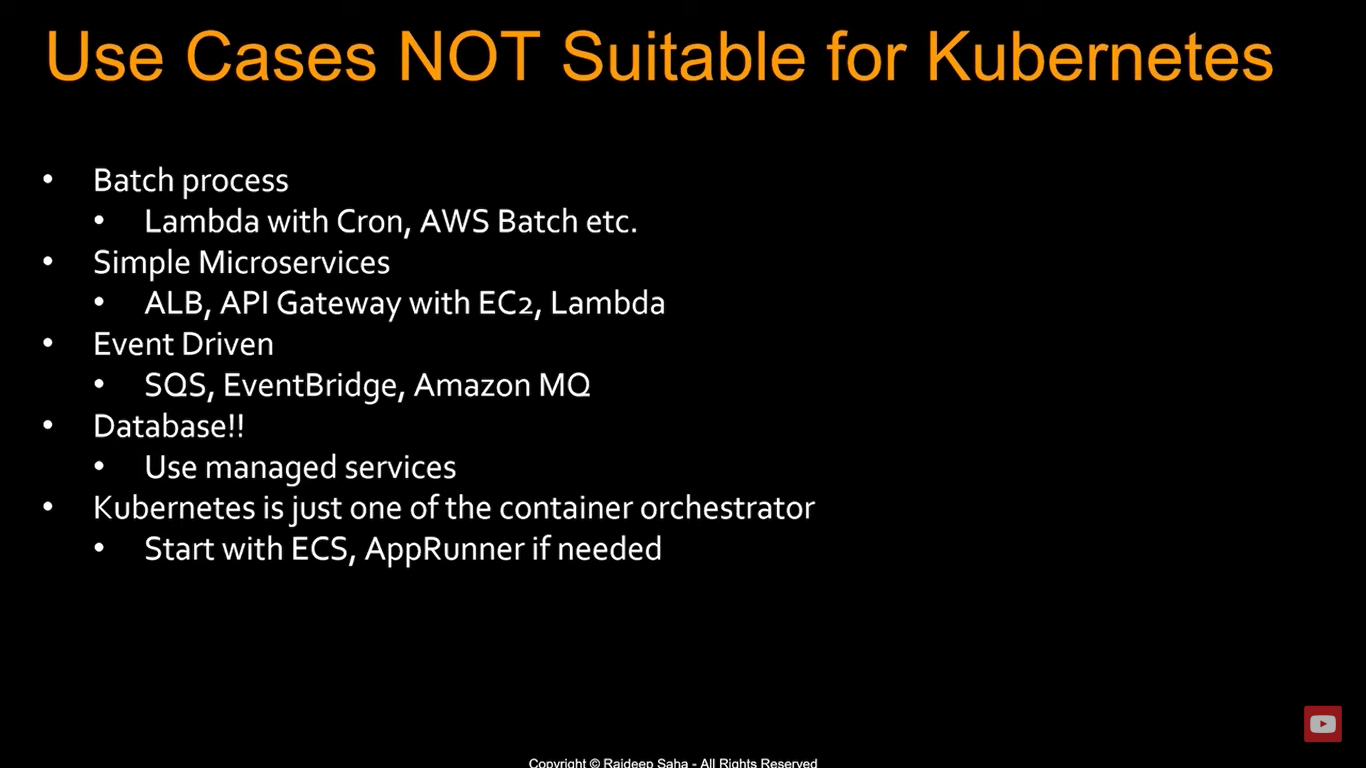 Use Cases NOT Suitable for Kubernetes
• Batch process
• Lambda with Cron, AWS Batch etc.
• Simple Microservices
• ALB, API Gateway with EC2, Lambda
• Event Driven
• SQS, EventBridge, Amazon MQ
• Database!!
• Use managed services
• Kubernetes is just one of the container orchestrator
• Start with ECS, AppRunner if needed
Copyright © Rajdeep Saha - All Rights Reserved